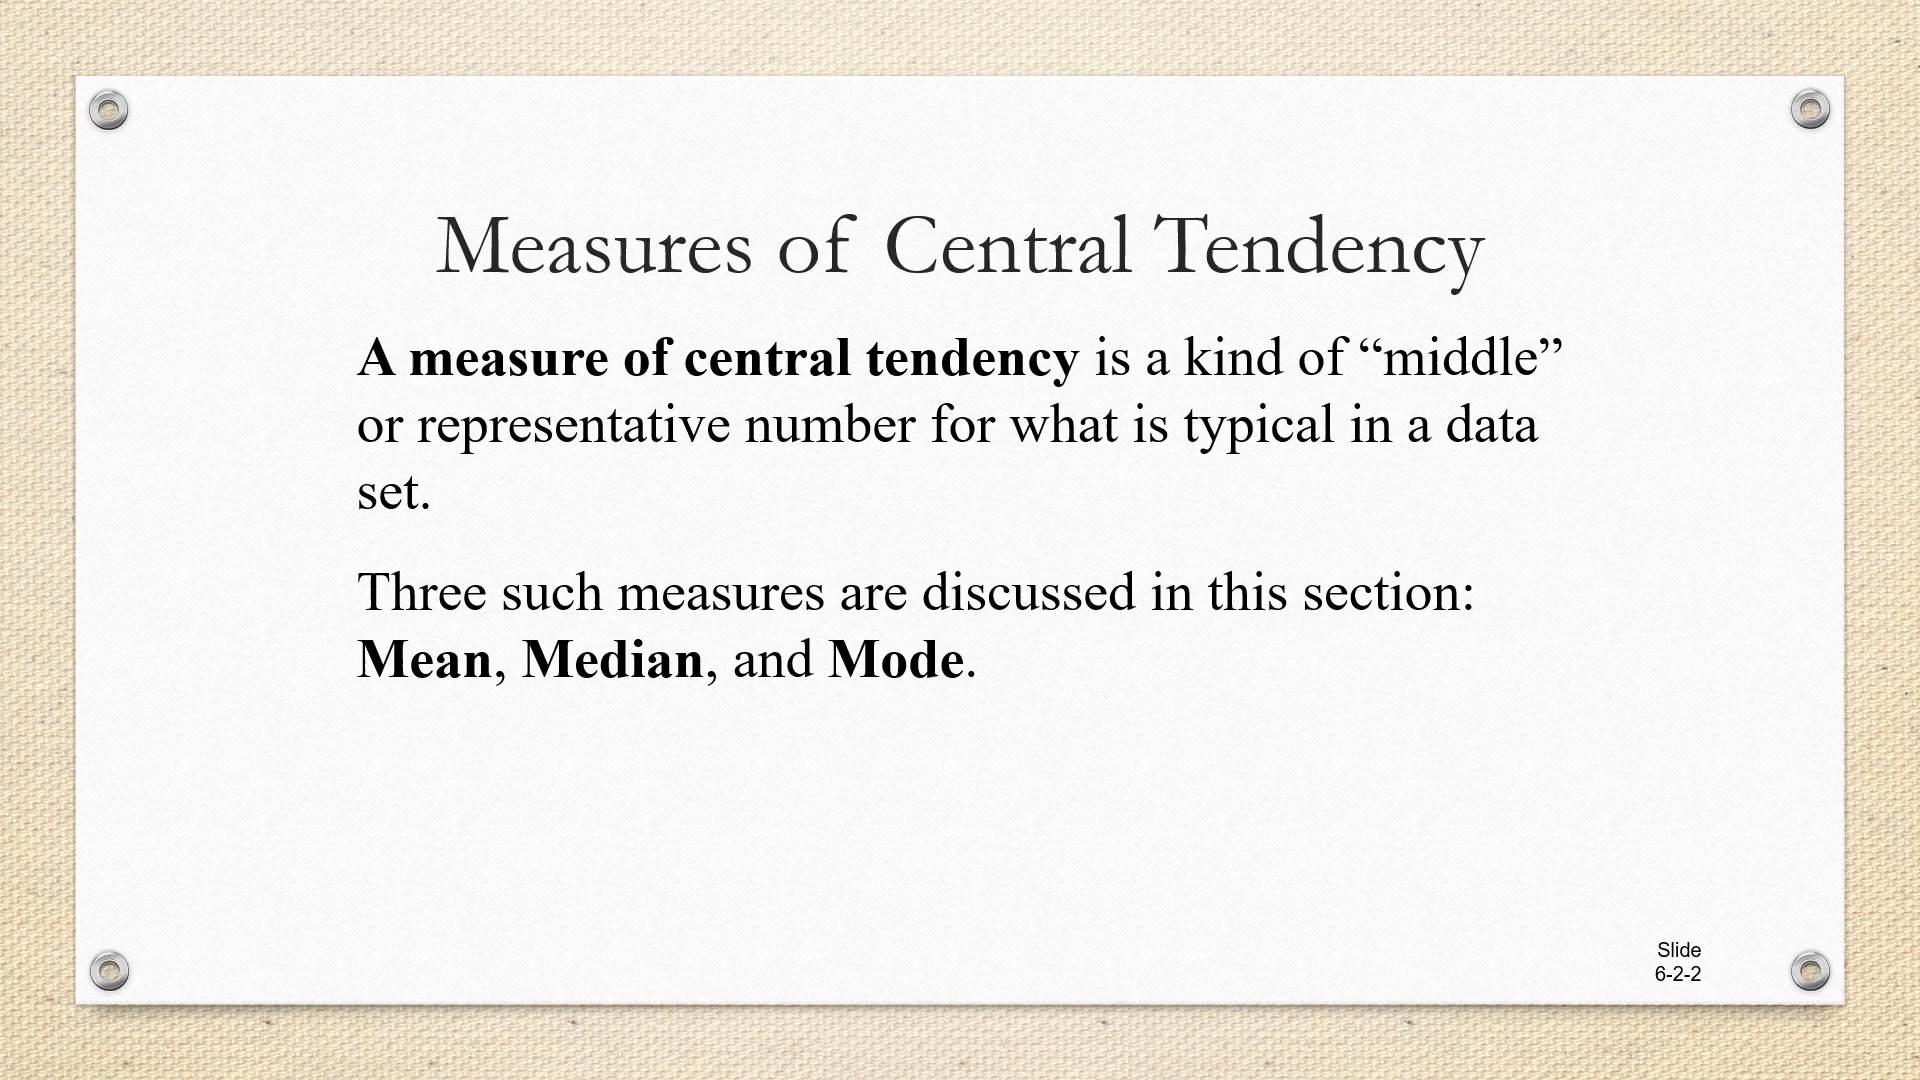 Measures of Central Tendency
A measure of central tendency is a kind of “middle”
or representative number for what is typical in a data
set.
Three such measures are discussed in this section:
Mean, Median, and Mode.
Slide
6-2-2